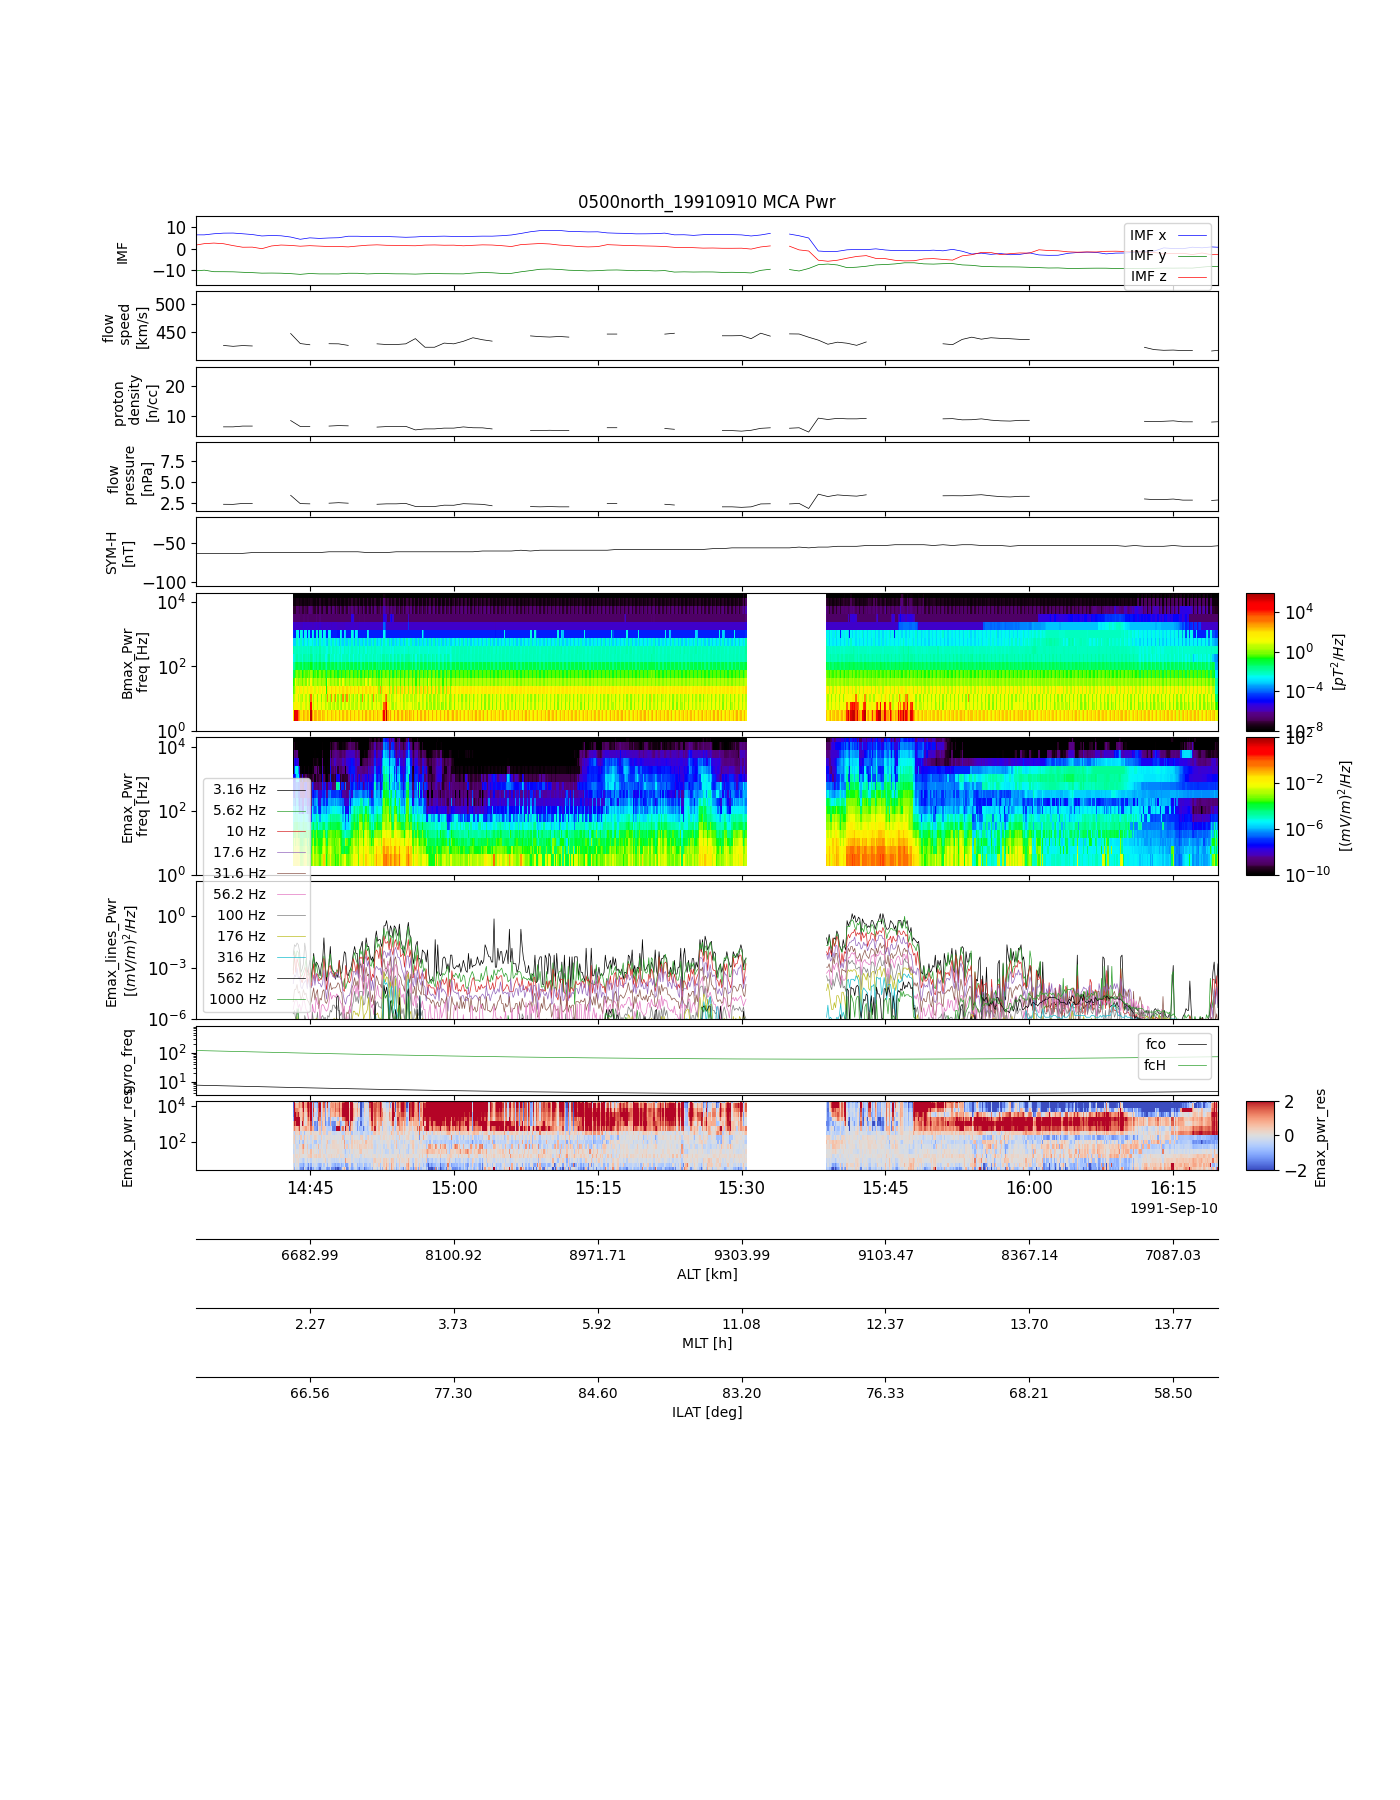 0500north_19910910 MCA Pwr
10
0
−10
IMF
IMF x
IMF y
IMF z
500
450
flow
speed
[km/s]
20
10
proton
density
[n/cc]
7.5
5.0
2.5
flow
pressure
[nPa]
−50
−100
SYM-H
[nT]
10^4
10^2
10^0
Bmax_Pwr
freq [Hz]
10^4
10^0
10^−4
10^−8
[pT^2/Hz]
10^4
10^2
10^0
Emax_Pwr
freq [Hz]
10^2
10^−2
10^−6
10^−10
[(mV/m)^2/Hz]
3.16 Hz
5.62 Hz
10 Hz
17.6 Hz
31.6 Hz
56.2 Hz
100 Hz
176 Hz
316 Hz
562 Hz
1000 Hz
10^0
10^−3
10^−6
Emax_lines_Pwr
[(mV/m)^2/Hz]
10^2
10^1
gyro_freq
fco
fcH
10^4
10^2
Emax_pwr_res
2
0
−2
Emax_pwr_res
14:45 15:00 15:15 15:30 15:45 16:00 16:15
1991-Sep-10
6682.99 8100.92 8971.71 9303.99 9103.47 8367.14 7087.03
ALT [km]
2.27 3.73 5.92 11.08 12.37 13.70 13.77
MLT [h]
66.56 77.30 84.60 83.20 76.33 68.21 58.50
ILAT [deg]